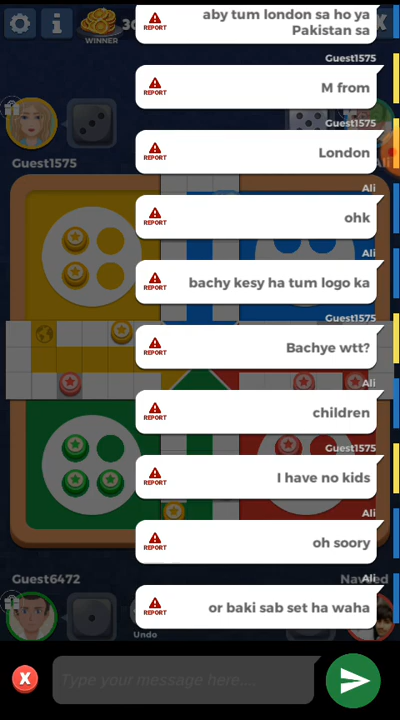 WINNER
30
X
REPORT
aby tum london sa ho ya
Pakistan sa
Guest1575
REPORT
M from
Guest1575
Guest1575
REPORT
London
Ali
REPORT
ohk
Ali
REPORT
bachy kesy ha tum logo ka
Guest1575
REPORT
Bachye wtt?
Ali
REPORT
children
Guest1575
REPORT
I have no kids
Ali
REPORT
oh soory
Guest6472
Ali
REPORT
or baki sab set ha waha
Undo
X
Type your message here....